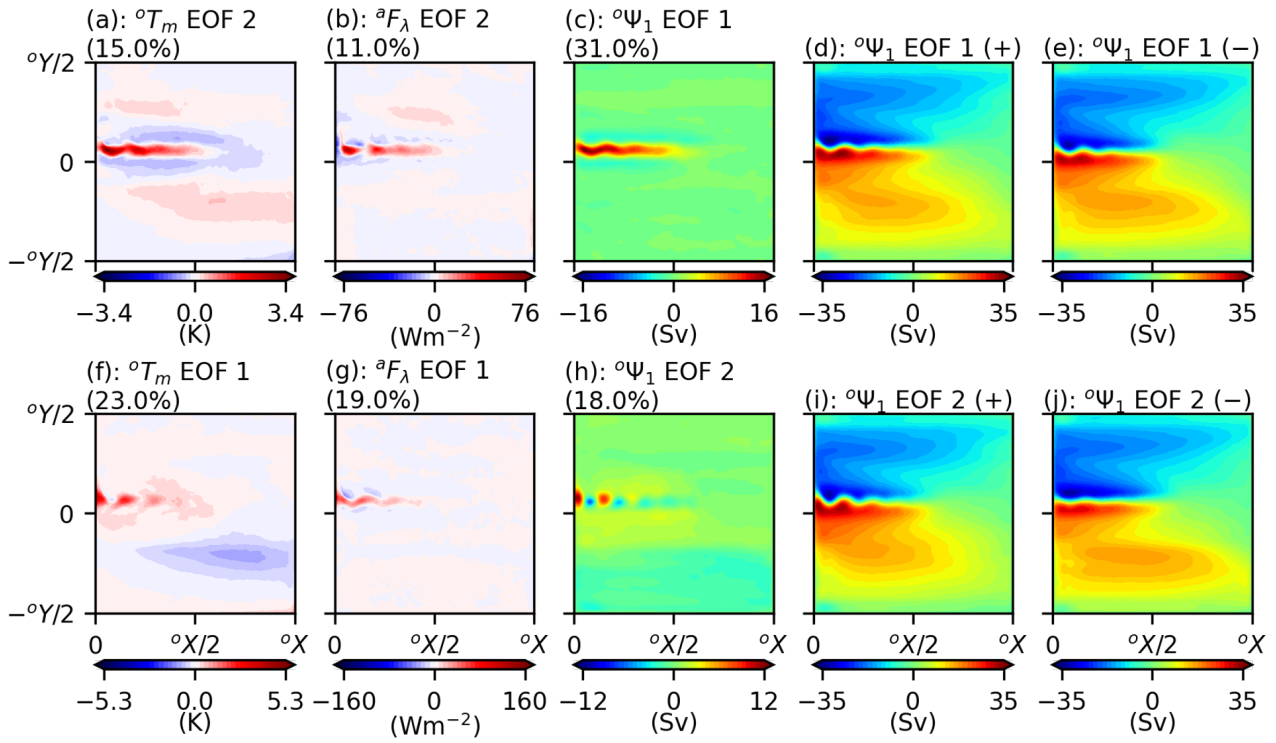 (a): ᵒTₘ EOF 2
(15.0%)
(b): ᵃF_λ EOF 2
(11.0%)
(c): ᵒΨ₁ EOF 1
(31.0%)
(d): ᵒΨ₁ EOF 1 (+)
(e): ᵒΨ₁ EOF 1 (−)
ᵒY/2
0
−ᵒY/2
−3.4 0.0 3.4
(K)
−76 0 76
(Wm⁻²)
−16 0 16
(Sv)
−35 0 35
(Sv)
−35 0 35
(Sv)
(f): ᵒTₘ EOF 1
(23.0%)
(g): ᵃF_λ EOF 1
(19.0%)
(h): ᵒΨ₁ EOF 2
(18.0%)
(i): ᵒΨ₁ EOF 2 (+)
(j): ᵒΨ₁ EOF 2 (−)
ᵒY/2
0
−ᵒY/2
0 ᵒX/2 ᵒX
0 ᵒX/2 ᵒX
0 ᵒX/2 ᵒX
0 ᵒX/2 ᵒX
0 ᵒX/2 ᵒX
−5.3 0.0 5.3
(K)
−160 0 160
(Wm⁻²)
−12 0 12
(Sv)
−35 0 35
(Sv)
−35 0 35
(Sv)